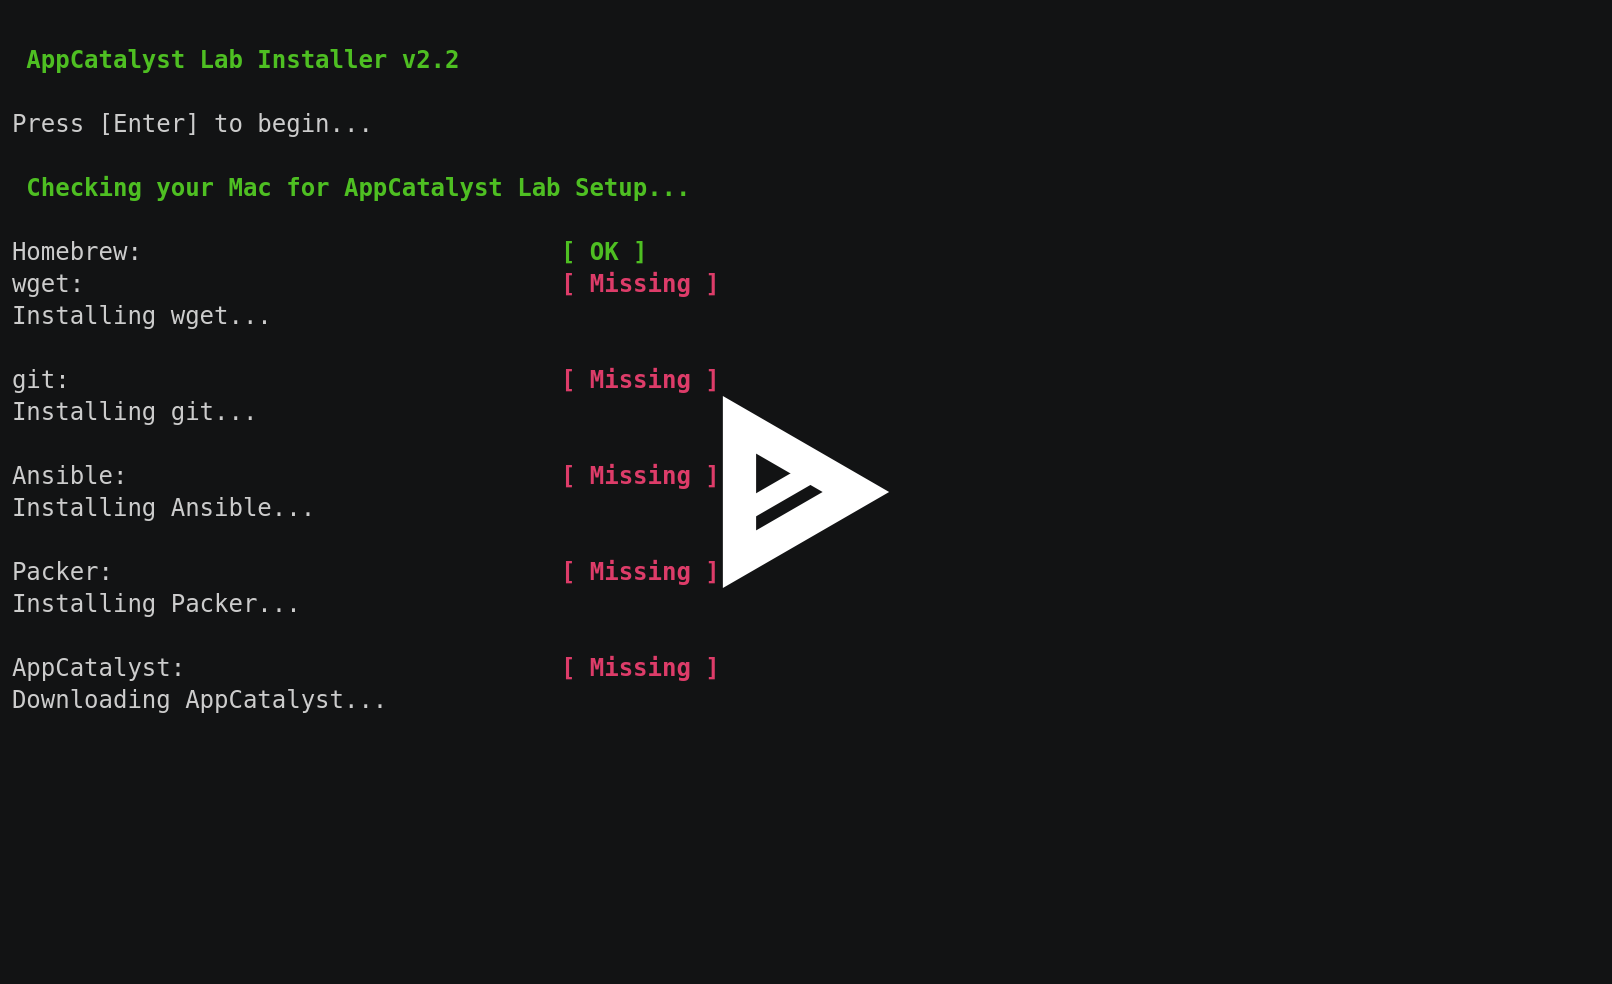 AppCatalyst Lab Installer v2.2
Press [Enter] to begin...
Checking your Mac for AppCatalyst Lab Setup...
Homebrew: [ OK ]
wget: [ Missing ]
Installing wget...
git: [ Missing ]
Installing git...
Ansible: [ Missing ]
Installing Ansible...
Packer: [ Missing ]
Installing Packer...
AppCatalyst: [ Missing ]
Downloading AppCatalyst...